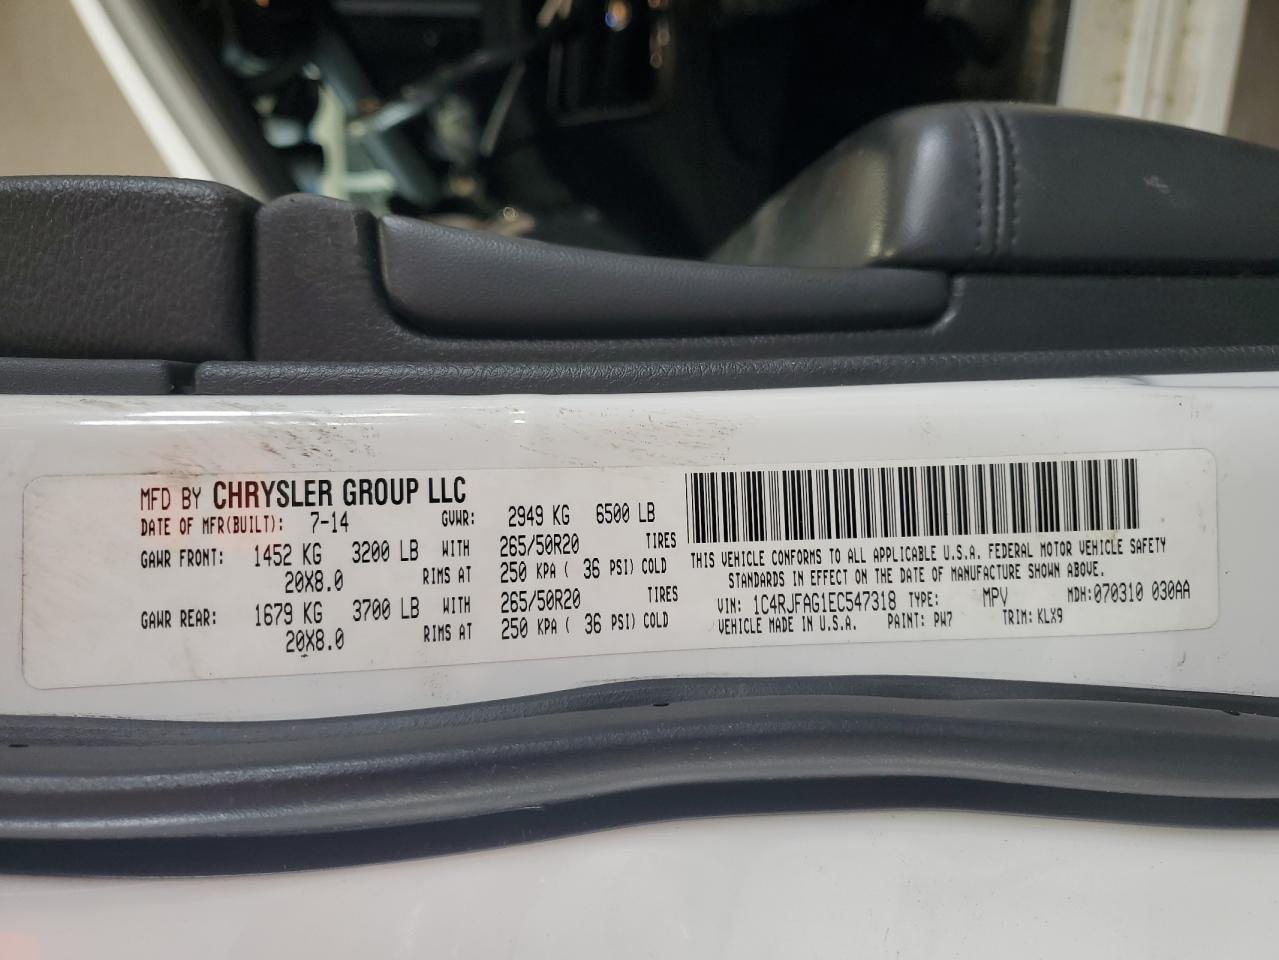 MFD BY CHRYSLER GROUP LLC
DATE OF MFR(BUILT): 7-14 GVWR: 2949 KG 6500 LB
GAWR FRONT: 1452 KG 3200 LB WITH 265/50R20 TIRES
20X8.0 RIMS AT 250 KPA ( 36 PSI) COLD
GAWR REAR: 1679 KG 3700 LB WITH 265/50R20 TIRES
20X8.0 RIMS AT 250 KPA ( 36 PSI) COLD
THIS VEHICLE CONFORMS TO ALL APPLICABLE U.S.A. FEDERAL MOTOR VEHICLE SAFETY
STANDARDS IN EFFECT ON THE DATE OF MANUFACTURE SHOWN ABOVE.
VIN: 1C4RJFAG1EC547318 TYPE: MPV MDH:070310 030AA
VEHICLE MADE IN U.S.A. PAINT: PW7 TRIM: KLX9